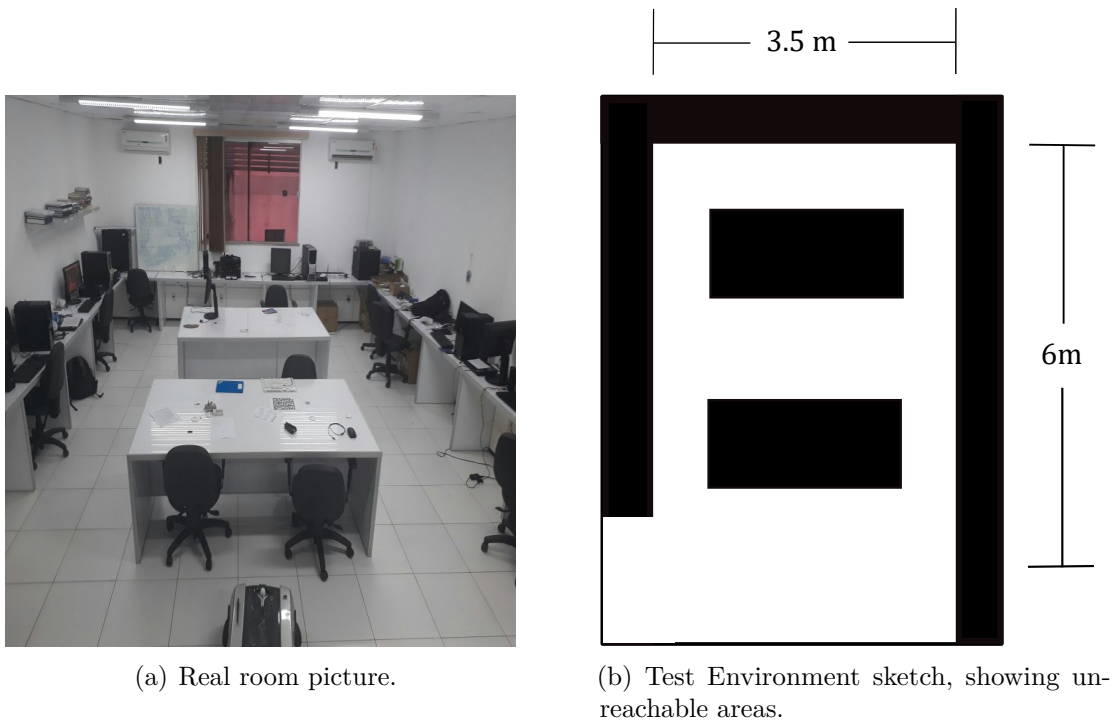 3.5 m
6m
(a) Real room picture.
(b) Test Environment sketch, showing un-
reachable areas.